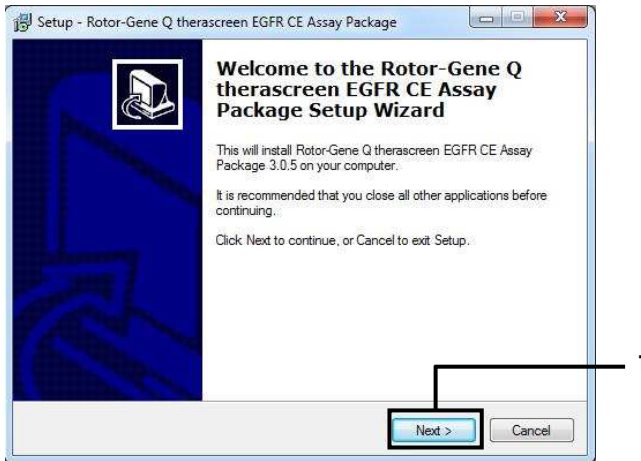 Setup - Rotor-Gene Q therascreen EGFR CE Assay Package
Welcome to the Rotor-Gene Q
therascreen EGFR CE Assay
Package Setup Wizard
This will install Rotor-Gene Q therascreen EGFR CE Assay
Package 3.0.5 on your computer.
It is recommended that you close all other applications before
continuing.
Click Next to continue, or Cancel to exit Setup.
Next >
Cancel